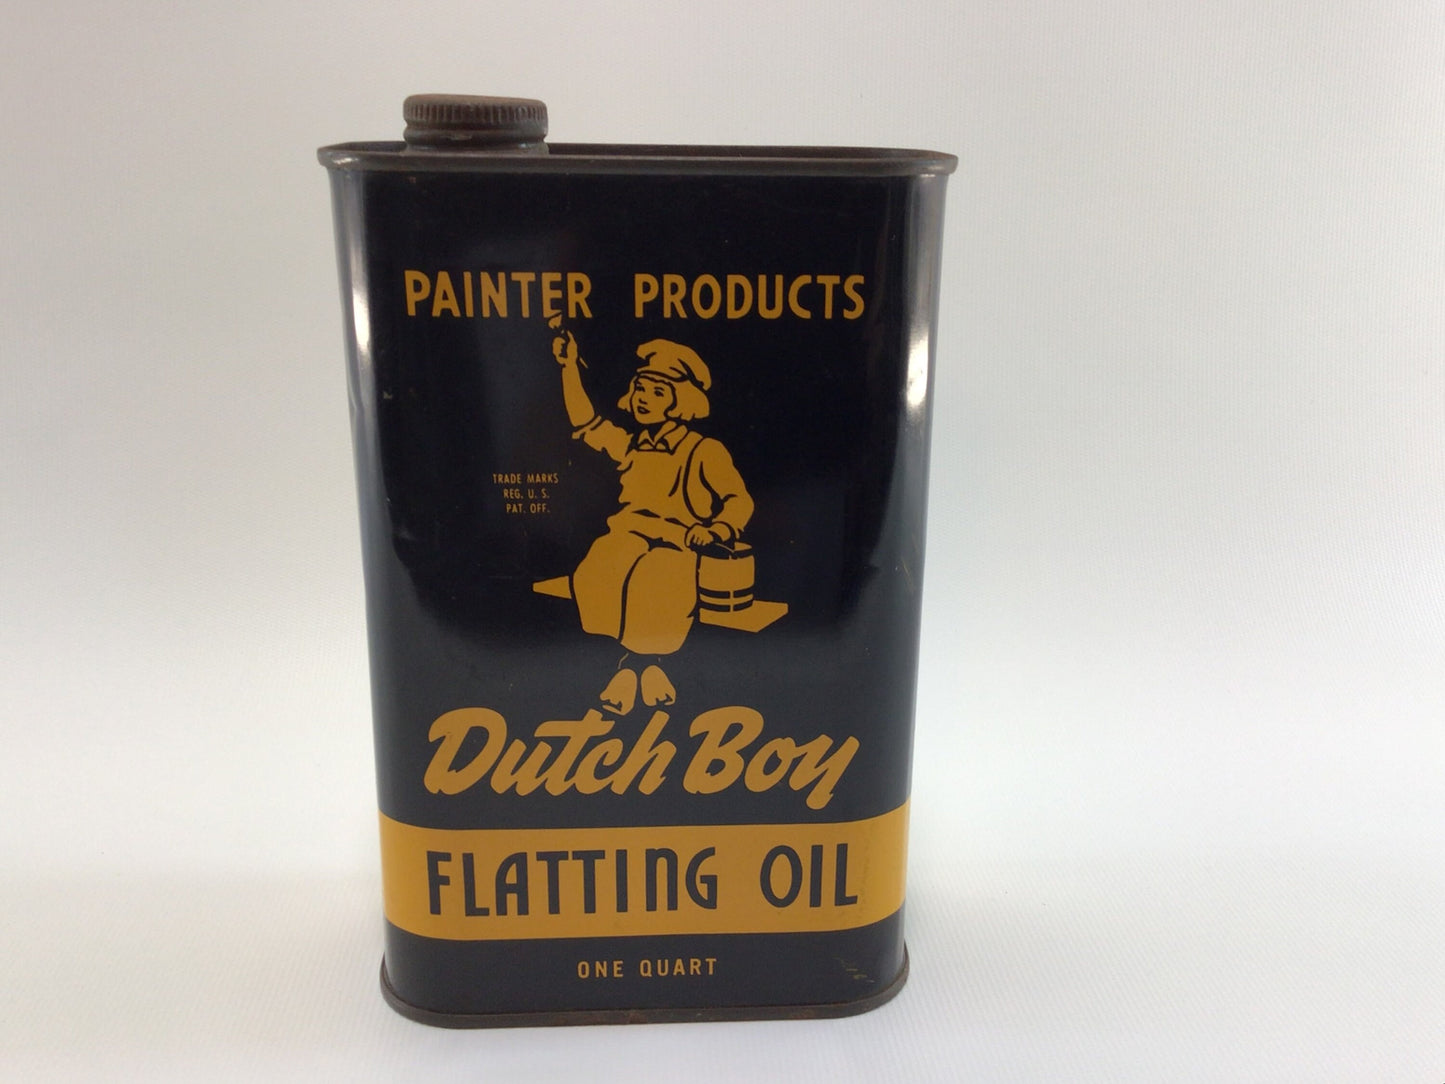 PAINTER PRODUCTS
TRADE MARKS
REG. U. S.
PAT. OFF.
Dutch Boy
FLATTING OIL
ONE QUART